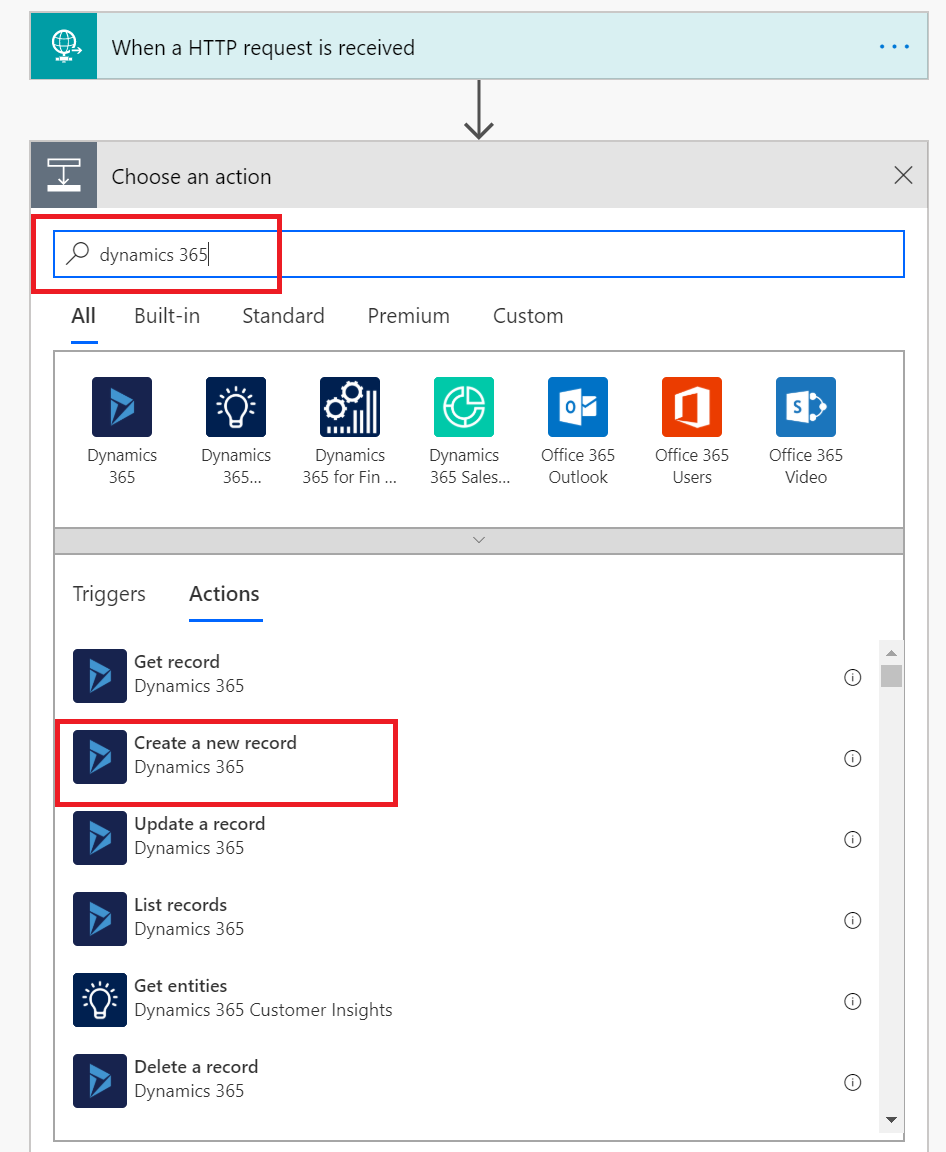 When a HTTP request is received
Choose an action
dynamics 365
All Built-in Standard Premium Custom
Dynamics Dynamics Dynamics Dynamics Office 365 Office 365 Office 365
365 365... 365 for Fin ... 365 Sales... Outlook Users Video
Triggers Actions
Get record
Dynamics 365
Create a new record
Dynamics 365
Update a record
Dynamics 365
List records
Dynamics 365
Get entities
Dynamics 365 Customer Insights
Delete a record
Dynamics 365